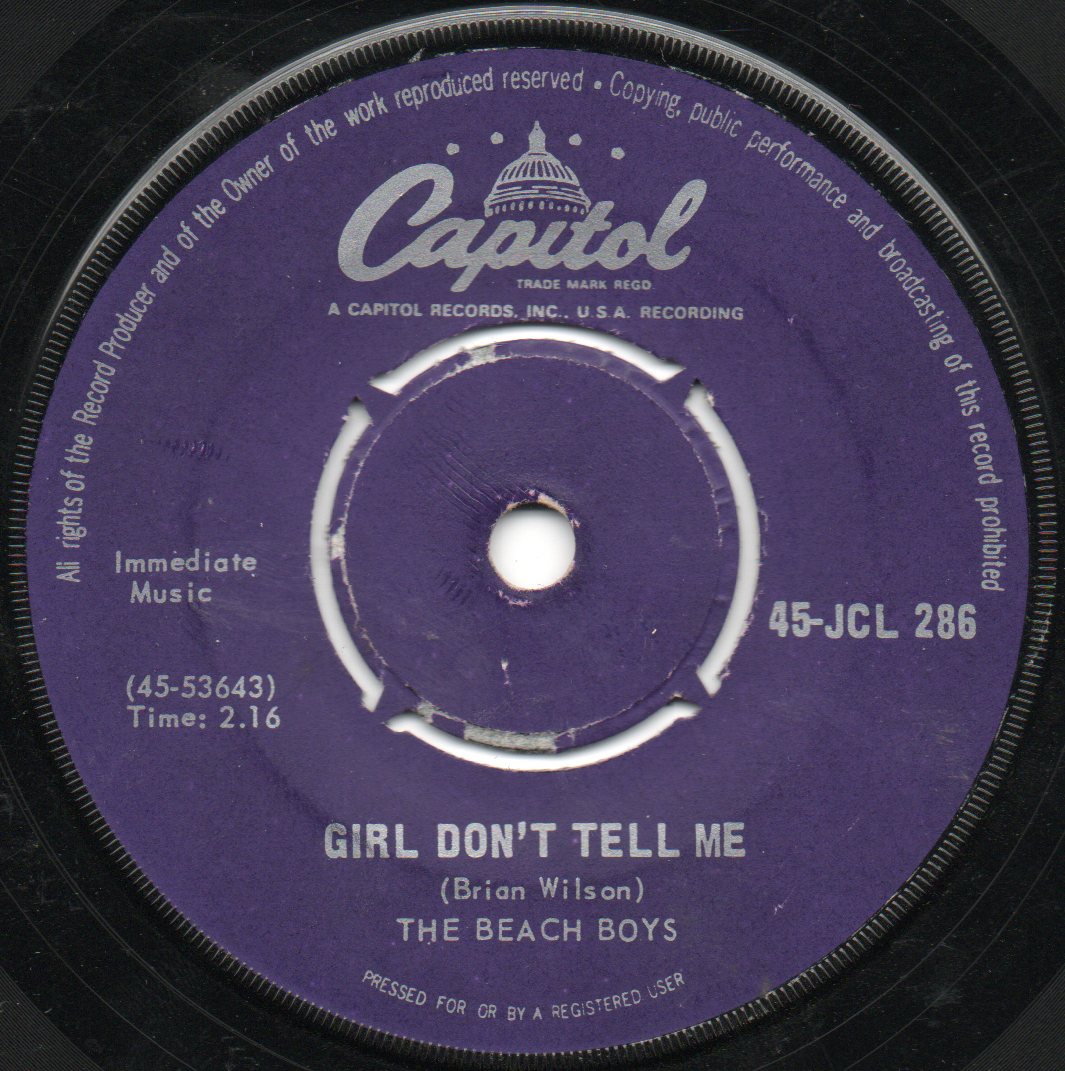 All rights of the Record Producer and of the Owner of the work reproduced reserved • Copying, public performance and broadcasting of this record prohibited
Capitol
TRADE MARK REGD
A CAPITOL RECORDS, INC., U.S.A. RECORDING
Immediate
Music
45-JCL 286
(45-53643)
Time: 2.16
GIRL DON'T TELL ME
(Brian Wilson)
THE BEACH BOYS
PRESSED FOR OR BY A REGISTERED USER